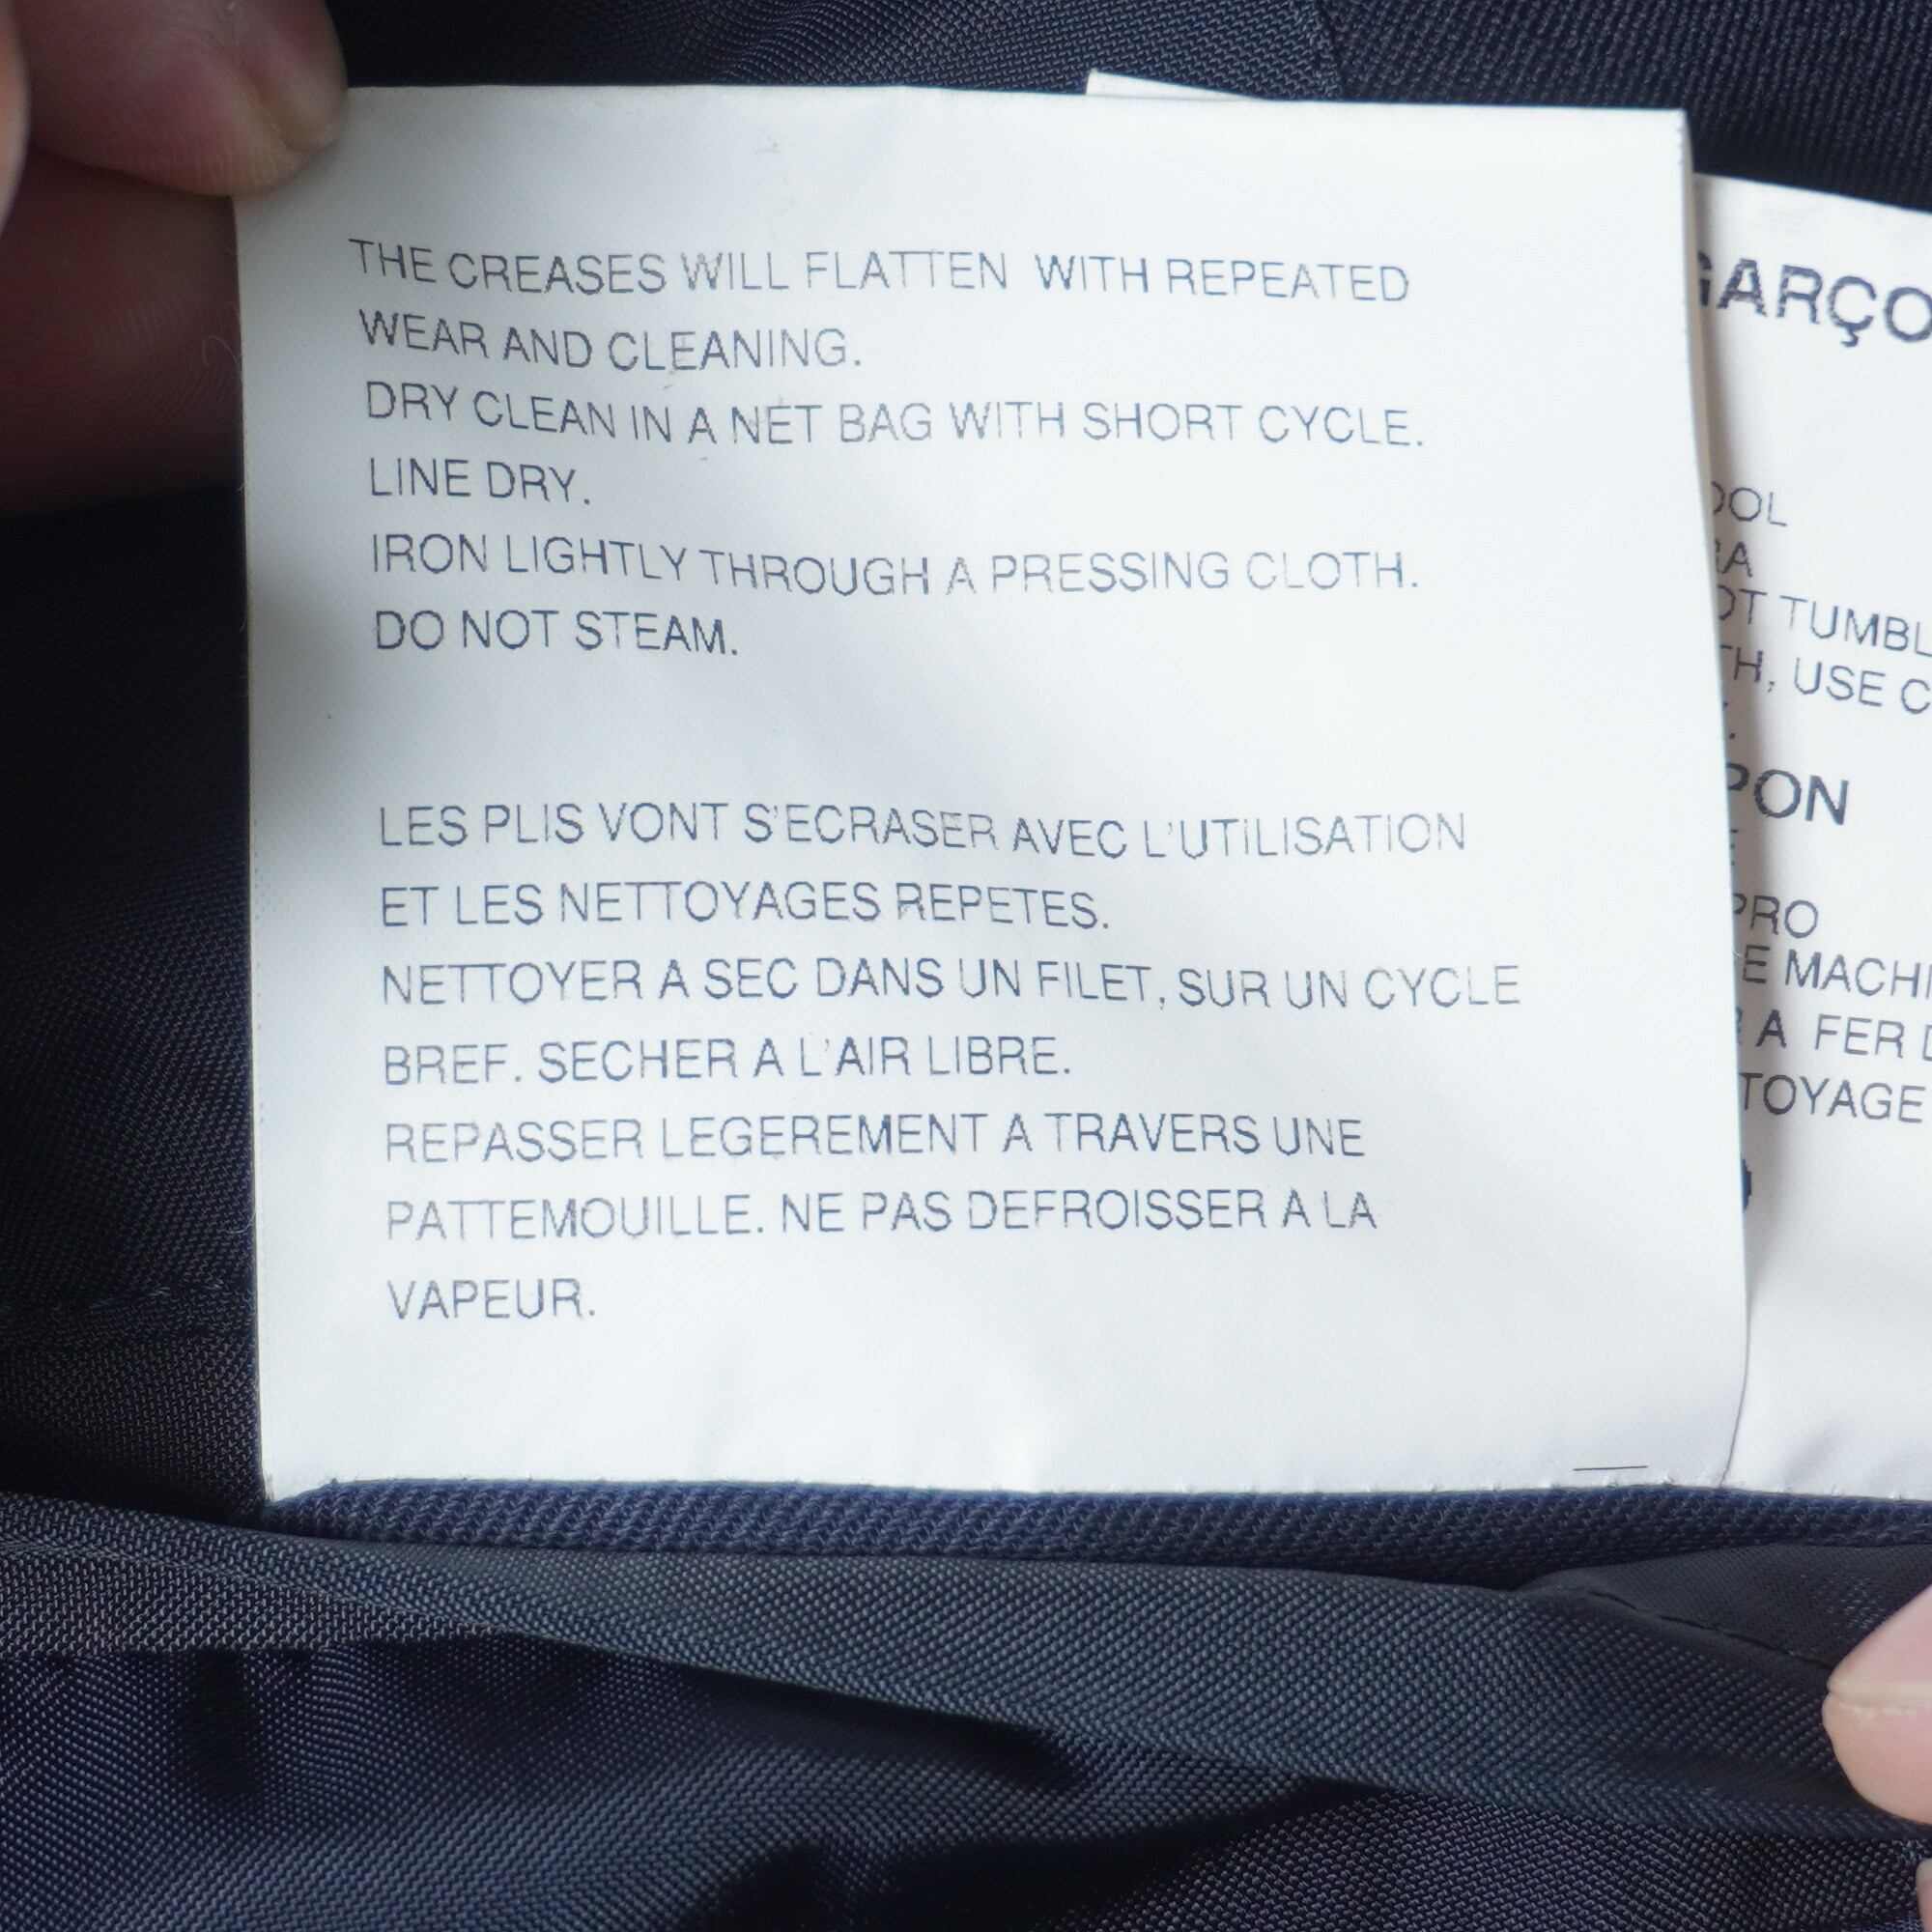 THE CREASES WILL FLATTEN WITH REPEATED
WEAR AND CLEANING.
DRY CLEAN IN A NET BAG WITH SHORT CYCLE.
LINE DRY.
IRON LIGHTLY THROUGH A PRESSING CLOTH.
DO NOT STEAM.
LES PLIS VONT S'ECRASER AVEC L'UTILISATION
ET LES NETTOYAGES REPETES.
NETTOYER A SEC DANS UN FILET, SUR UN CYCLE
BREF. SECHER A L'AIR LIBRE.
REPASSER LEGEREMENT A TRAVERS UNE
PATTEMOUILLE. NE PAS DEFROISSER A LA
VAPEUR.
GARÇO
OOL
RA
OT TUMBL
TH, USE C
PON
PRO
E MACHI
R A FER D
TOYAGE